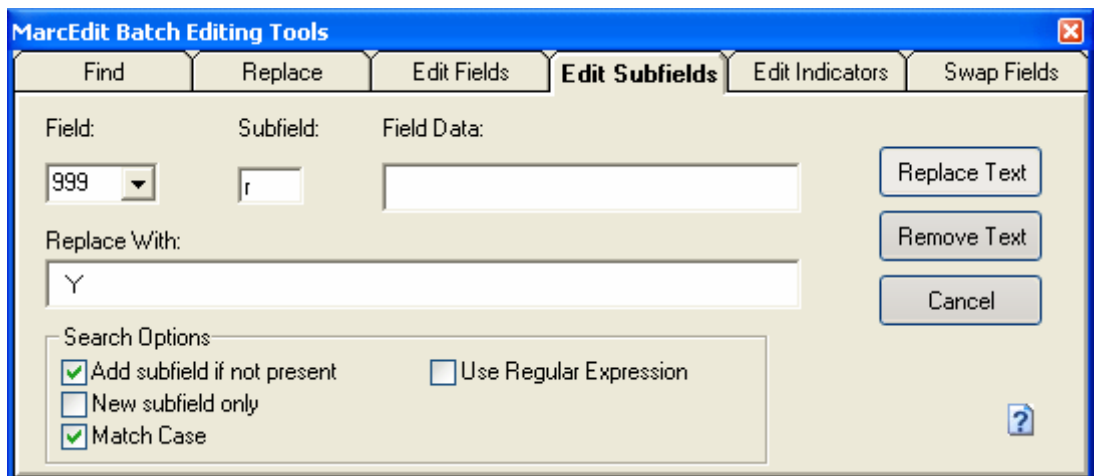 MarcEdit Batch Editing Tools
Find Replace Edit Fields Edit Subfields Edit Indicators Swap Fields
Field: Subfield: Field Data:
999 r
Replace Text
Replace With:
Remove Text
Y
Cancel
Search Options
Add subfield if not present Use Regular Expression
New subfield only
Match Case
?